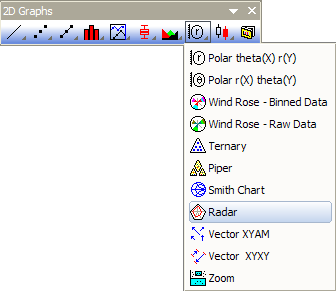 2D Graphs
Polar theta(X) r(Y)
Polar r(X) theta(Y)
Wind Rose - Binned Data
Wind Rose - Raw Data
Ternary
Piper
Smith Chart
Radar
Vector XYAM
Vector XYXY
Zoom